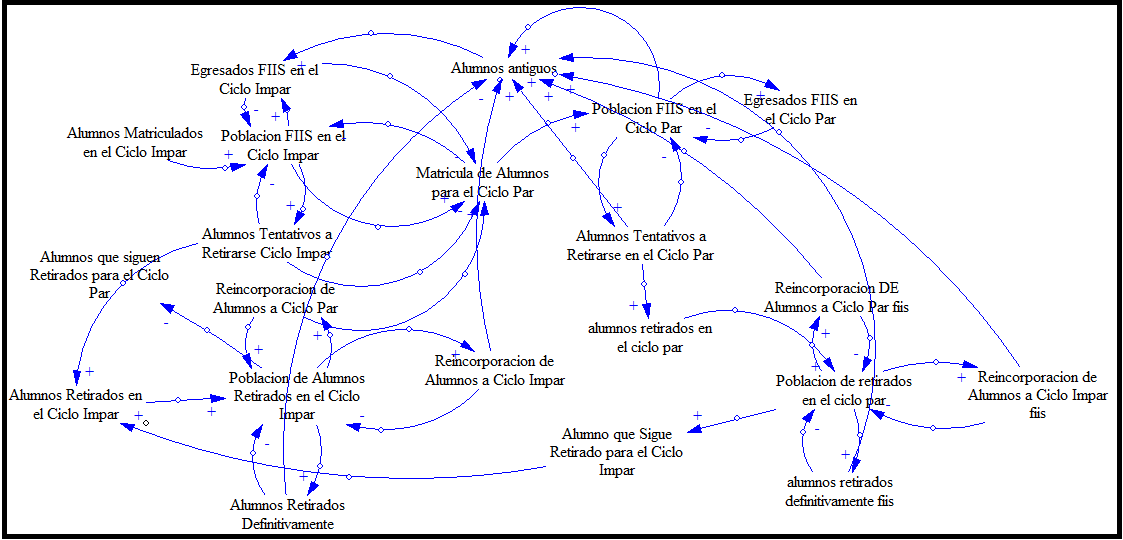 Egresados FIIS en el
Ciclo Impar
Alumnos antiguos
Egresados FIIS en
el Ciclo Par
Poblacion FIIS en el
Ciclo Par
Alumnos Matriculados
en el Ciclo Impar
Poblacion FIIS en el
Ciclo Impar
Matricula de Alumnos
para el Ciclo Par
Alumnos Tentativos a
Retirarse Ciclo Impar
Alumnos Tentativos a
Retirarse en el Ciclo Par
Alumnos que siguen
Retirados para el Ciclo
Par
Reincorporacion de
Alumnos a Ciclo Par
Reincorporacion DE
Alumnos a Ciclo Par fiis
alumnos retirados en
el ciclo par
Reincorporacion de
Alumnos a Ciclo Impar
Poblacion de Alumnos
Retirados en el Ciclo
Impar
Alumnos Retirados en
el Ciclo Impar
Poblacion de retirados
en el ciclo par
Reincorporacion de
Alumnos a Ciclo Impar
fiis
Alumno que Sigue
Retirado para el Ciclo
Impar
alumnos retirados
definitivamente fiis
Alumnos Retirados
Definitivamente